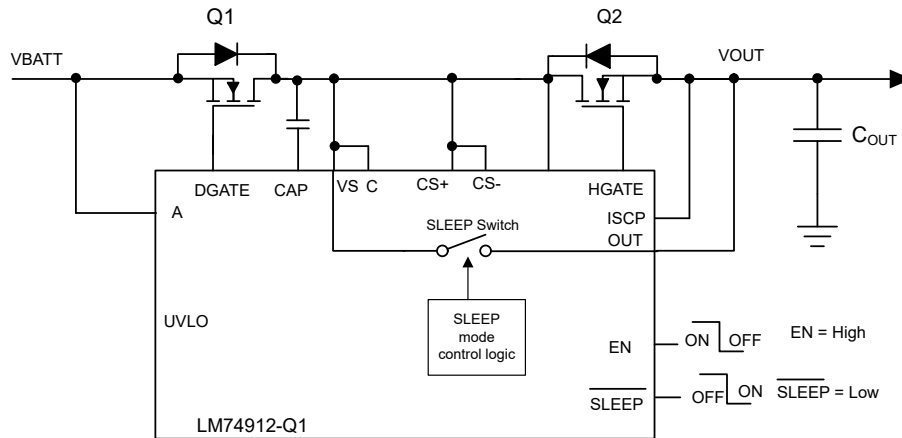 Q1
Q2
VBATT
VOUT
COUT
DGATE
CAP
VS C
CS+
CS-
HGATE
A
ISCP
SLEEP Switch
OUT
UVLO
SLEEP
mode
control logic
EN
ON
OFF
EN = High
SLEEP
OFF
ON
SLEEP = Low
LM74912-Q1